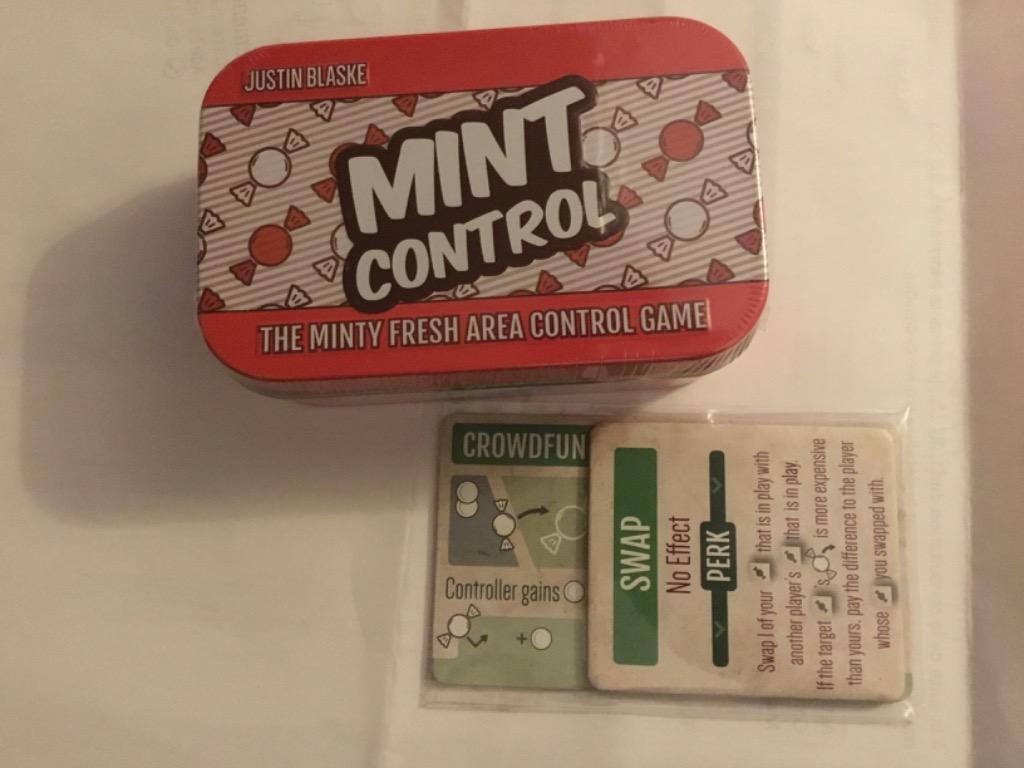 JUSTIN BLASKE
MINT
CONTROL
THE MINTY FRESH AREA CONTROL GAME
CROWDFUN
Controller gains
+
SWAP
No Effect
PERK
Swap 1 of your that is in play with
another player's that is in play.
If the target 's is more expensive
than yours, pay the difference to the player
whose you swapped with.